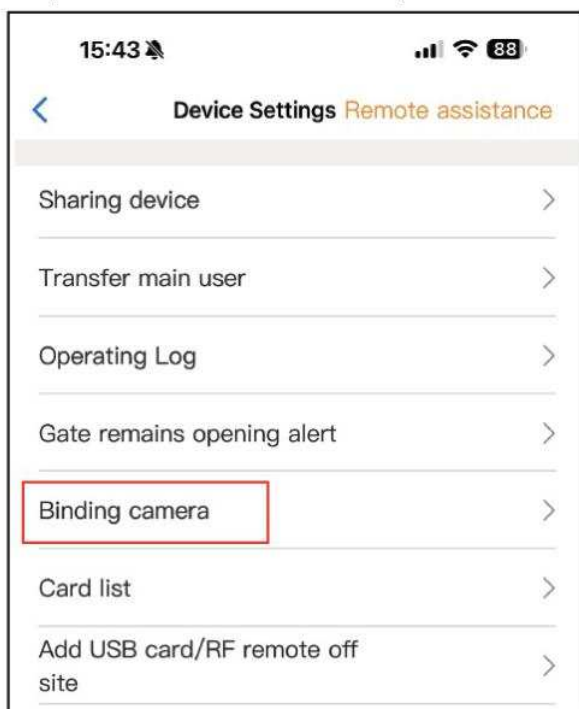 15:43
88
Device Settings Remote assistance
Sharing device
Transfer main user
Operating Log
Gate remains opening alert
Binding camera
Card list
Add USB card/RF remote off
site